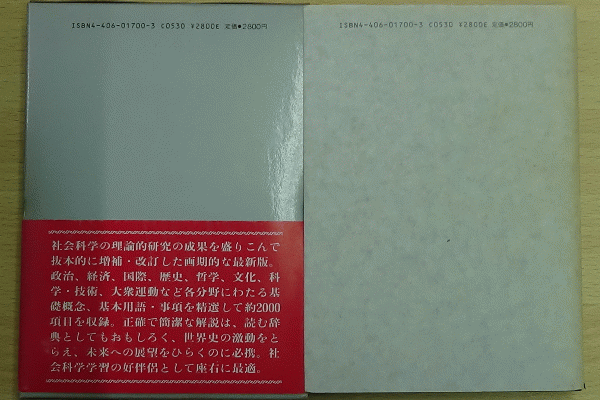 ISBN4-406-01700-3 C0530 ¥2800E 定価●2800円
社会科学の理論的研究の成果を盛りこんで
抜本的に増補・改訂した画期的な最新版。
政治、経済、国際、歴史、哲学、文化、科
学・技術、大衆運動など各分野にわたる基
礎概念、基本用語・事項を精選して約2000
項目を収録。正確で簡潔な解説は、読む辞
典としてもおもしろく、世界史の激動をと
らえ、未来への展望をひらくのに必携。社
会科学学習の好伴侶として座右に最適。
ISBN4-406-01700-3 C0530 ¥2800E 定価●2800円